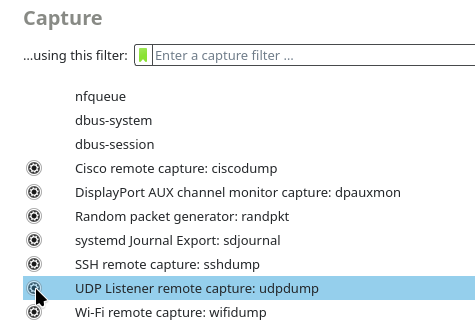 Capture
...using this filter: Enter a capture filter ...
nfqueue
dbus-system
dbus-session
Cisco remote capture: ciscodump
DisplayPort AUX channel monitor capture: dpauxmon
Random packet generator: randpkt
systemd Journal Export: sdjournal
SSH remote capture: sshdump
UDP Listener remote capture: udpdump
Wi-Fi remote capture: wifidump